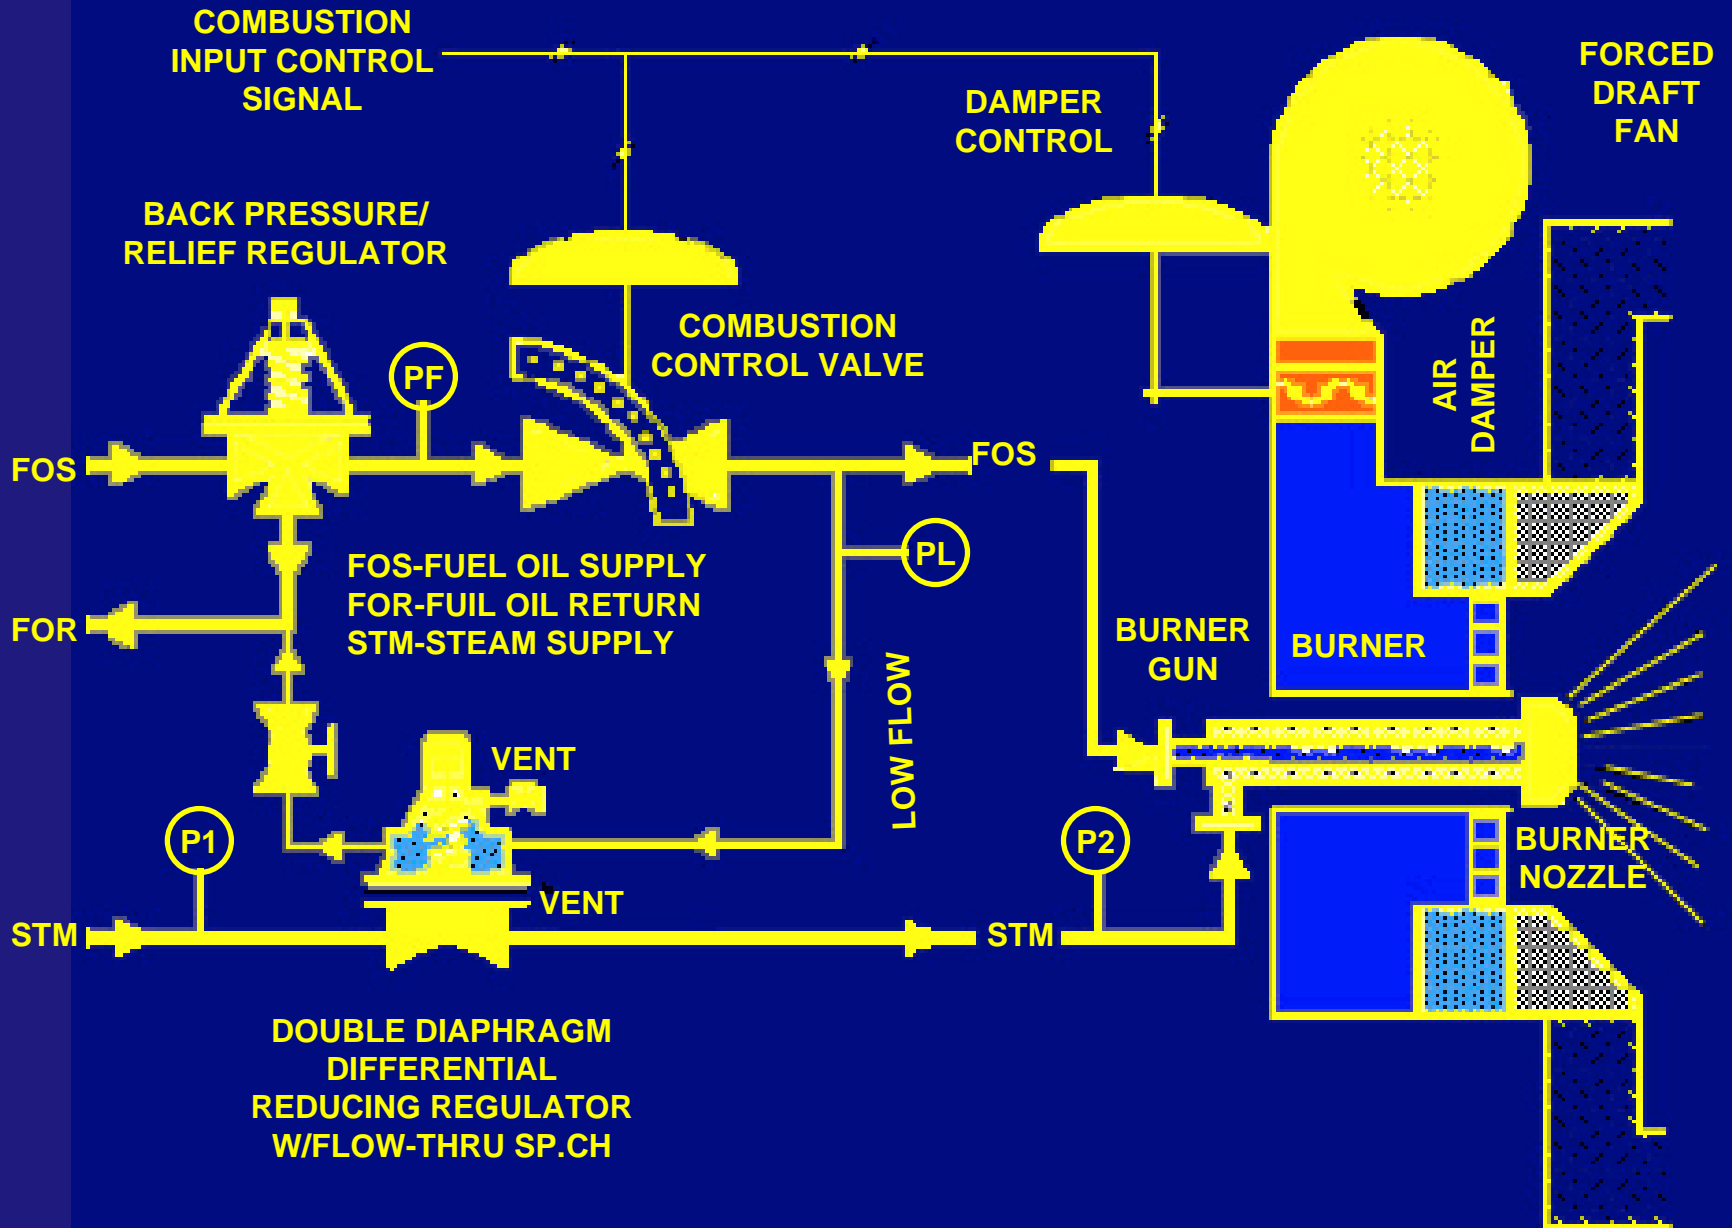 COMBUSTION
INPUT CONTROL
SIGNAL
FORCED
DRAFT
FAN
DAMPER
CONTROL
BACK PRESSURE/
RELIEF REGULATOR
COMBUSTION
CONTROL VALVE
PF
AIR
DAMPER
FOS
FOS
PL
FOS-FUEL OIL SUPPLY
FOR-FUIL OIL RETURN
STM-STEAM SUPPLY
FOR
BURNER
GUN
BURNER
LOW FLOW
VENT
P1
P2
BURNER
NOZZLE
VENT
STM
STM
DOUBLE DIAPHRAGM
DIFFERENTIAL
REDUCING REGULATOR
W/FLOW-THRU SP.CH